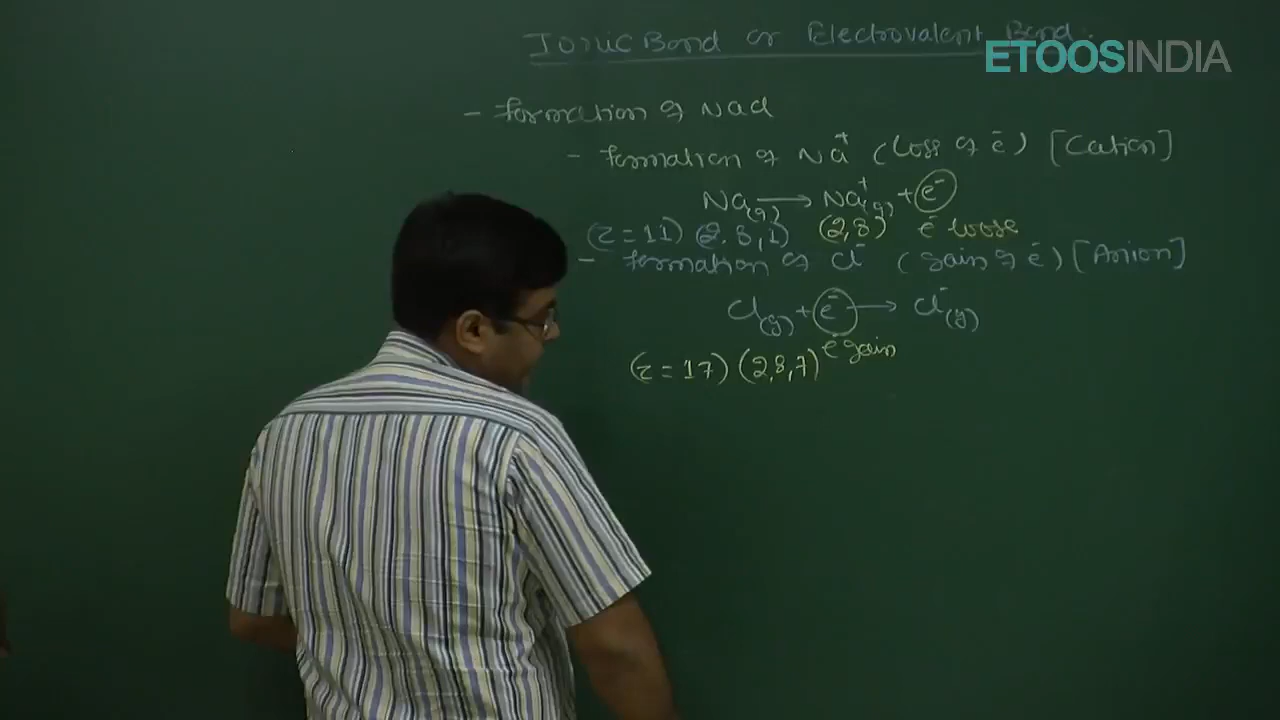 Ionic Bond or Electrovalent Bond.
ETOOSINDIA
- Formation of NaCl
- Formation of Na⁺ (Loss of e⁻) [Cation]
Na(g) → Na⁺(g) + e⁻
(z = 11) (2,8,1) (2,8) e⁻ loose
- Formation of Cl⁻ (Gain of e⁻) [Anion]
Cl(g) + e⁻ → Cl⁻(g)
e⁻ gain
(z = 17) (2,8,7)